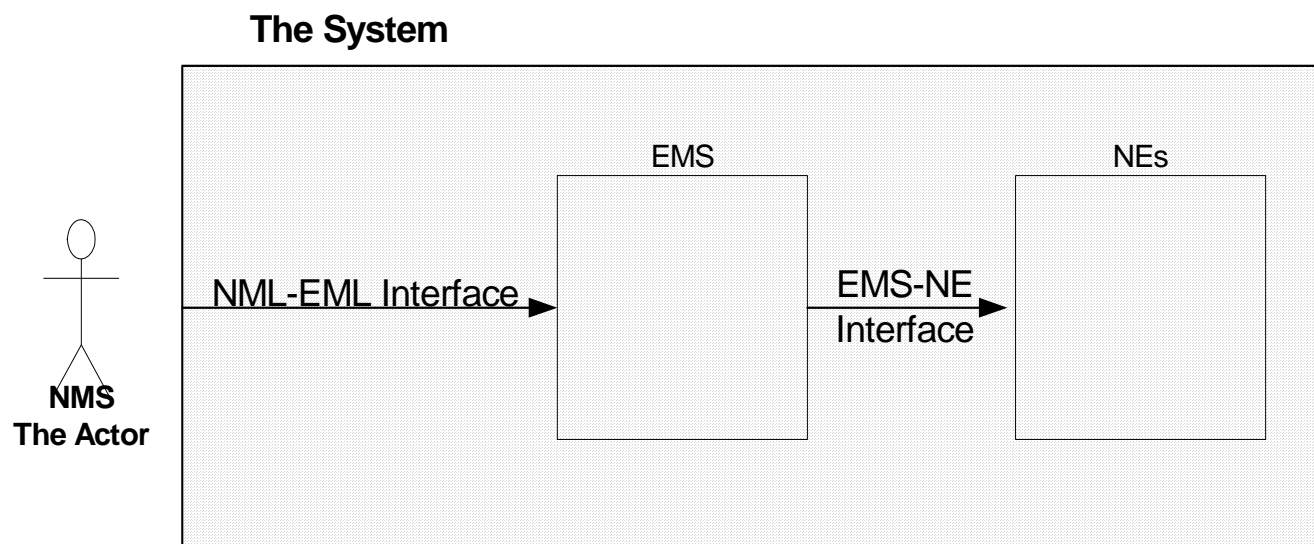 The System
EMS
NEs
NML-EML Interface
EMS-NE
Interface
NMS
The Actor